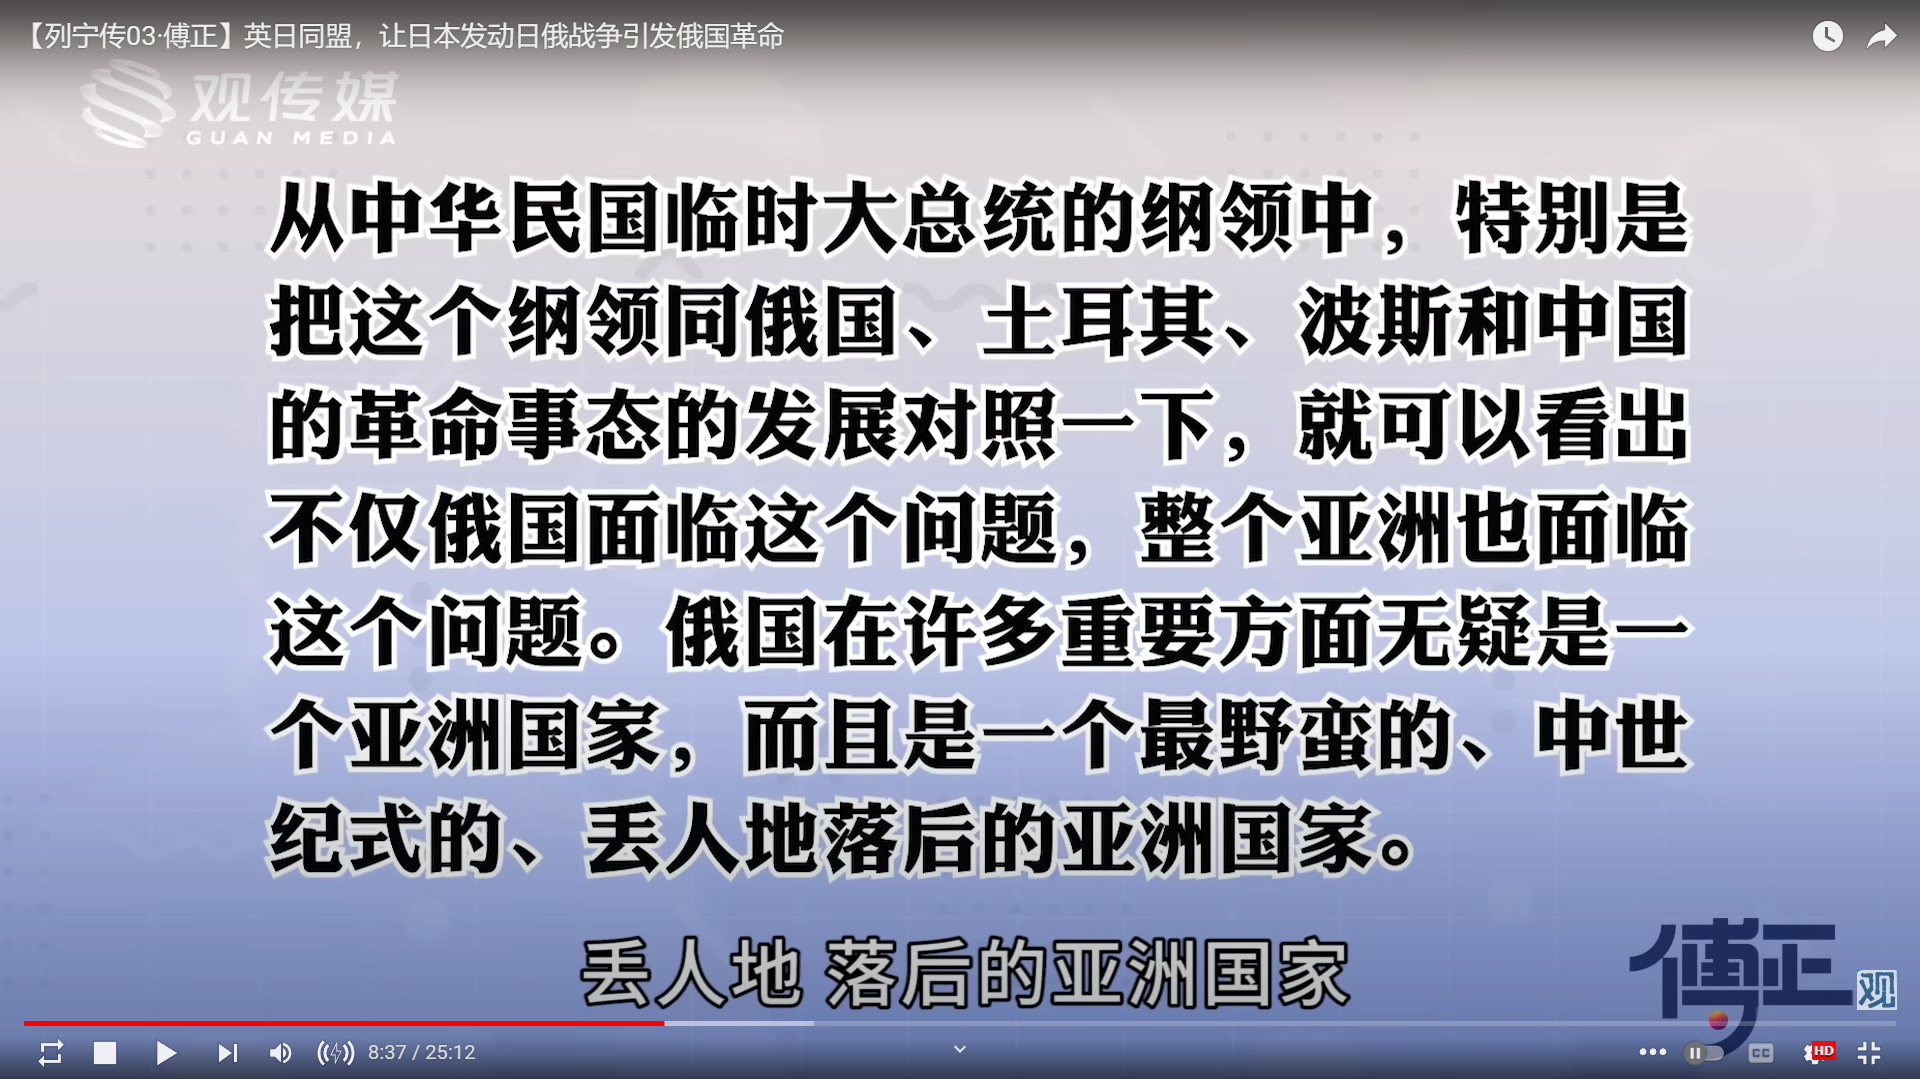 【列宁传03·傅正】英日同盟，让日本发动日俄战争引发俄国革命
观传媒
GUAN MEDIA
从中华民国临时大总统的纲领中，特别是
把这个纲领同俄国、土耳其、波斯和中国
的革命事态的发展对照一下，就可以看出
不仅俄国面临这个问题，整个亚洲也面临
这个问题。俄国在许多重要方面无疑是一
个亚洲国家，而且是一个最野蛮的、中世
纪式的、丢人地落后的亚洲国家。
丢人地 落后的亚洲国家
傅正
观
8:37 / 25:12
CC
HD